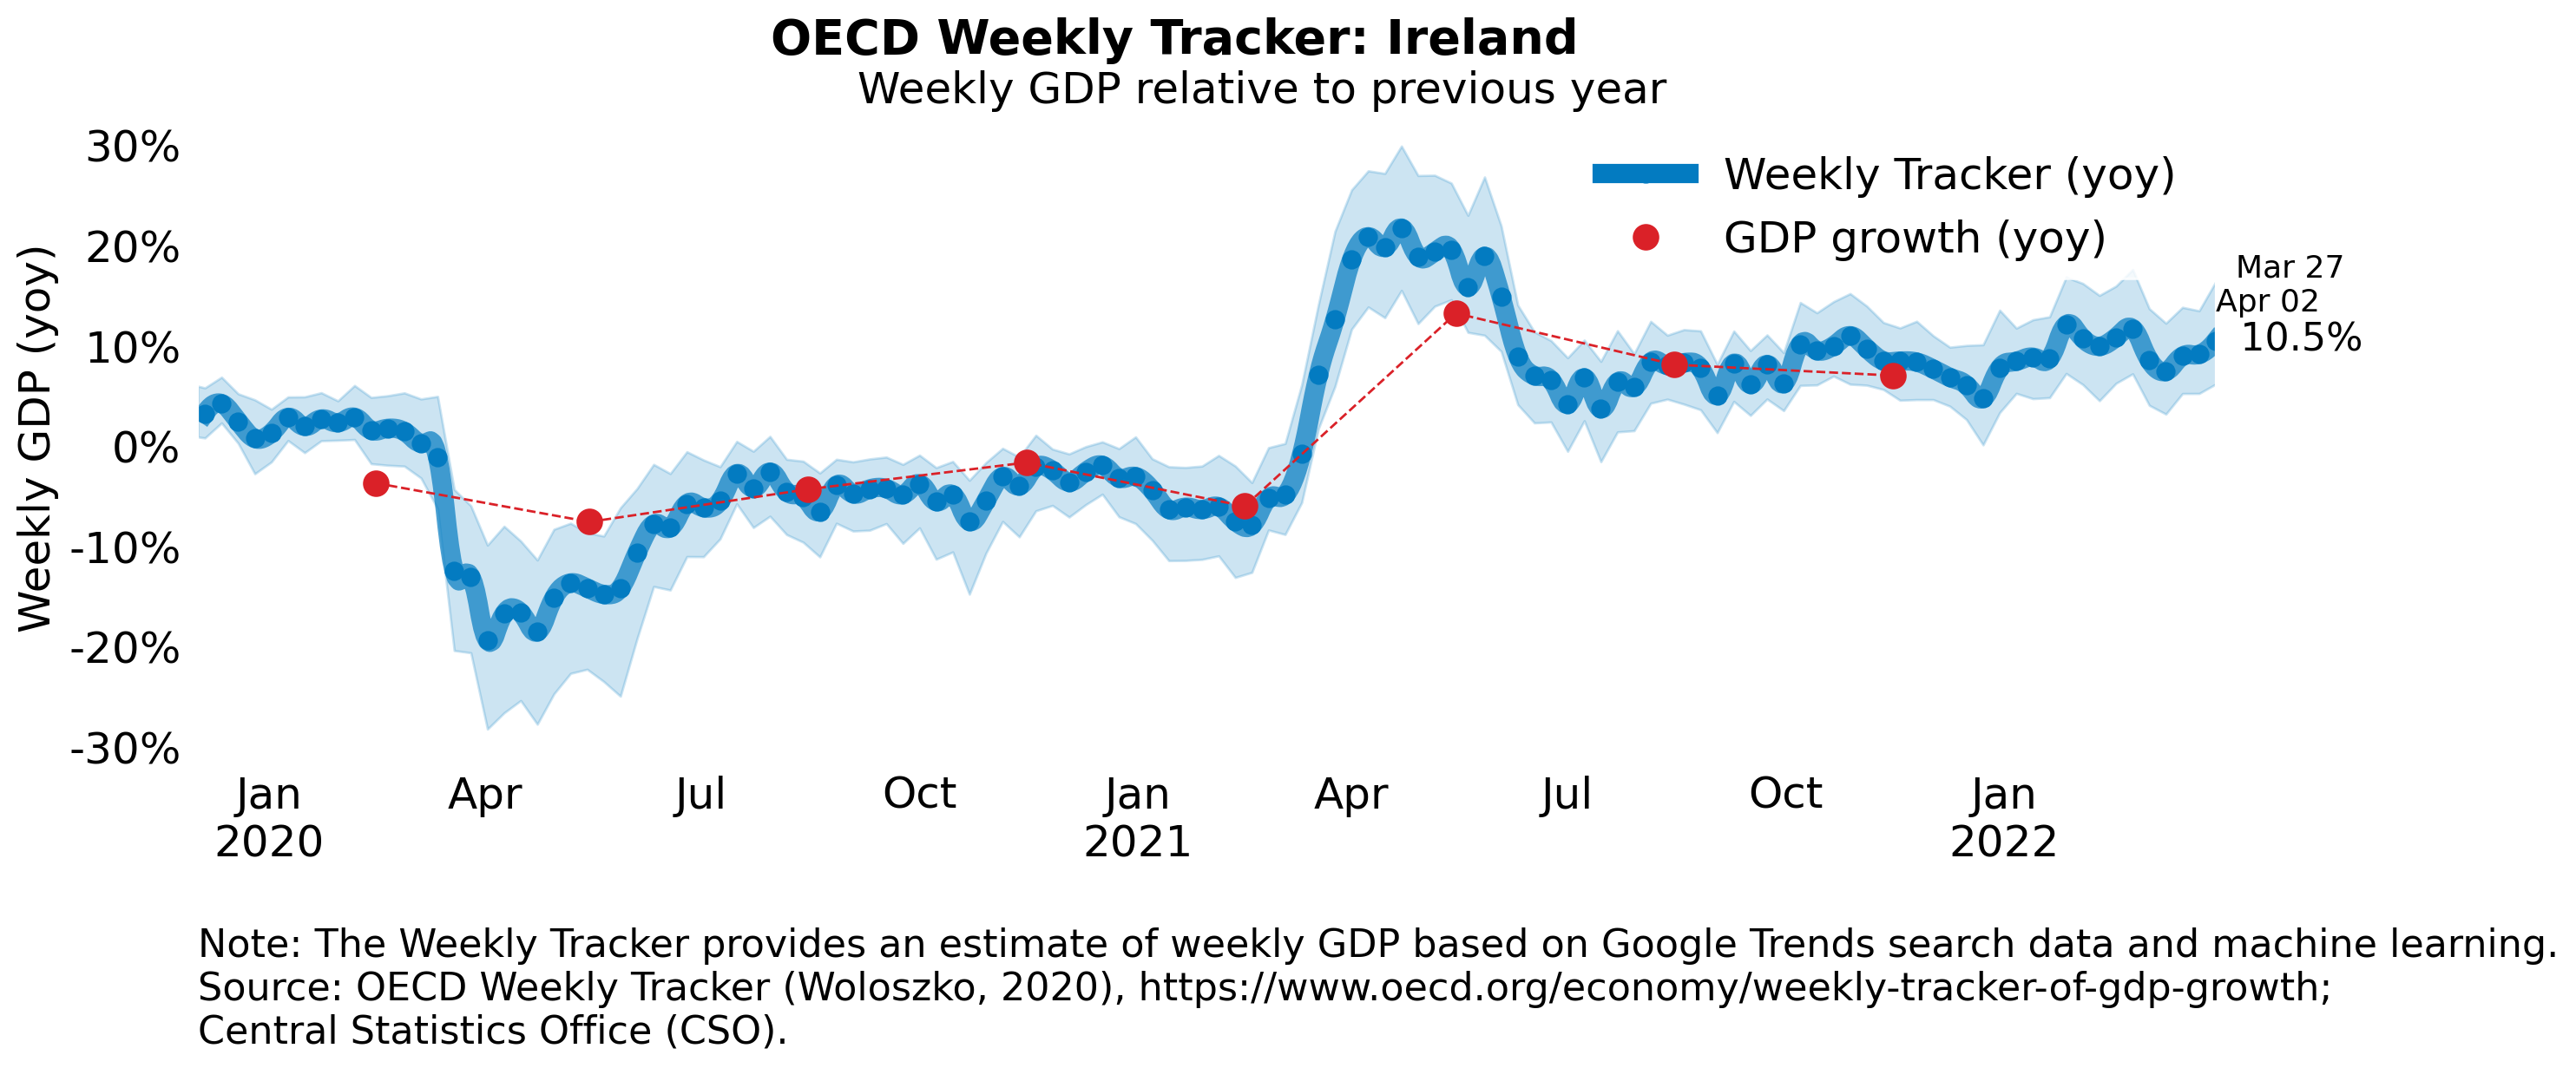 OECD Weekly Tracker: Ireland
Weekly GDP relative to previous year
Weekly GDP (yoy)
30%
20%
10%
0%
-10%
-20%
-30%
Weekly Tracker (yoy)
GDP growth (yoy)
Mar 27
Apr 02
10.5%
Jan Apr Jul Oct Jan Apr Jul Oct Jan
2020 2021 2022
Note: The Weekly Tracker provides an estimate of weekly GDP based on Google Trends search data and machine learning.
Source: OECD Weekly Tracker (Woloszko, 2020), https://www.oecd.org/economy/weekly-tracker-of-gdp-growth;
Central Statistics Office (CSO).